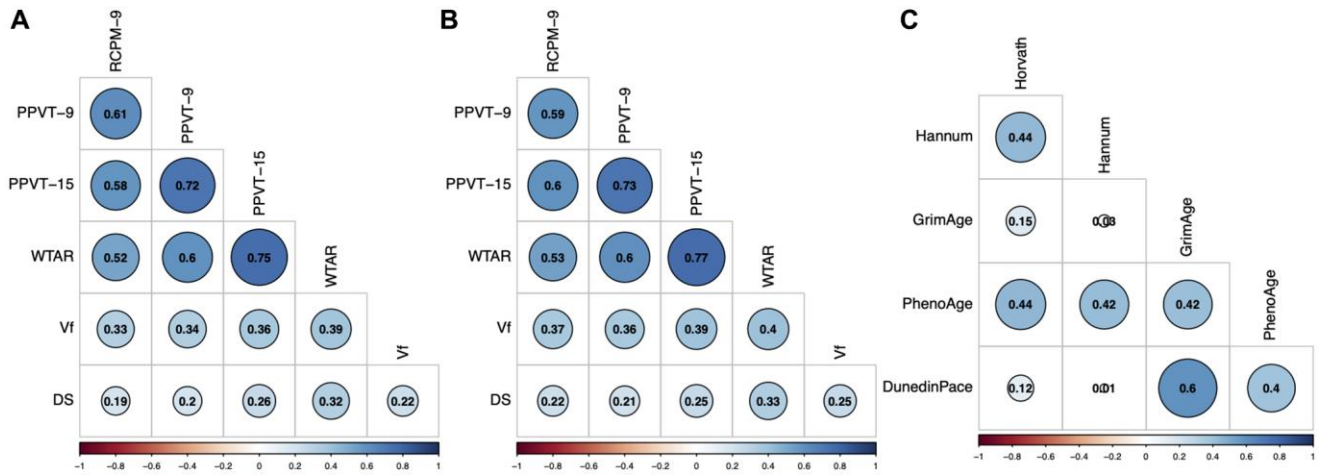 A
RCPM-9
PPVT-9 0.61
PPVT-9
PPVT-15 0.58 0.72
PPVT-15
WTAR 0.52 0.6 0.75
WTAR
Vf 0.33 0.34 0.36 0.39
Vf
DS 0.19 0.2 0.26 0.32 0.22
-1 -0.8 -0.6 -0.4 -0.2 0 0.2 0.4 0.6 0.8 1
B
RCPM-9
PPVT-9 0.59
PPVT-9
PPVT-15 0.6 0.73
PPVT-15
WTAR 0.53 0.6 0.77
WTAR
Vf 0.37 0.36 0.39 0.4
Vf
DS 0.22 0.21 0.25 0.33 0.25
-1 -0.8 -0.6 -0.4 -0.2 0 0.2 0.4 0.6 0.8 1
C
Horvath
Hannum 0.44
Hannum
GrimAge 0.15 0.03
GrimAge
PhenoAge 0.44 0.42 0.42
PhenoAge
DunedinPace 0.12 0.01 0.6 0.4
-1 -0.8 -0.6 -0.4 -0.2 0 0.2 0.4 0.6 0.8 1